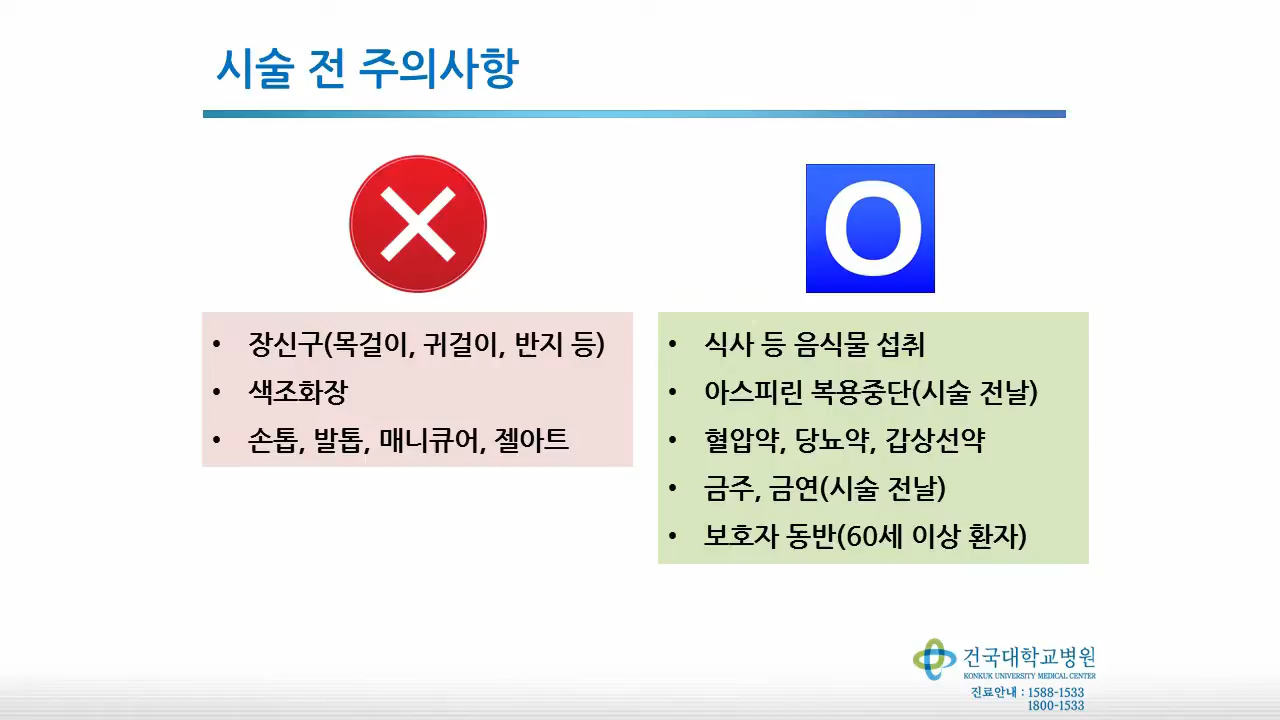 시술 전 주의사항
• 장신구(목걸이, 귀걸이, 반지 등)
• 색조화장
• 손톱, 발톱, 매니큐어, 젤아트
O
• 식사 등 음식물 섭취
• 아스피린 복용중단(시술 전날)
• 혈압약, 당뇨약, 갑상선약
• 금주, 금연(시술 전날)
• 보호자 동반(60세 이상 환자)
건국대학교병원
KONKUK UNIVERSITY MEDICAL CENTER
진료안내 : 1588-1533
1800-1533